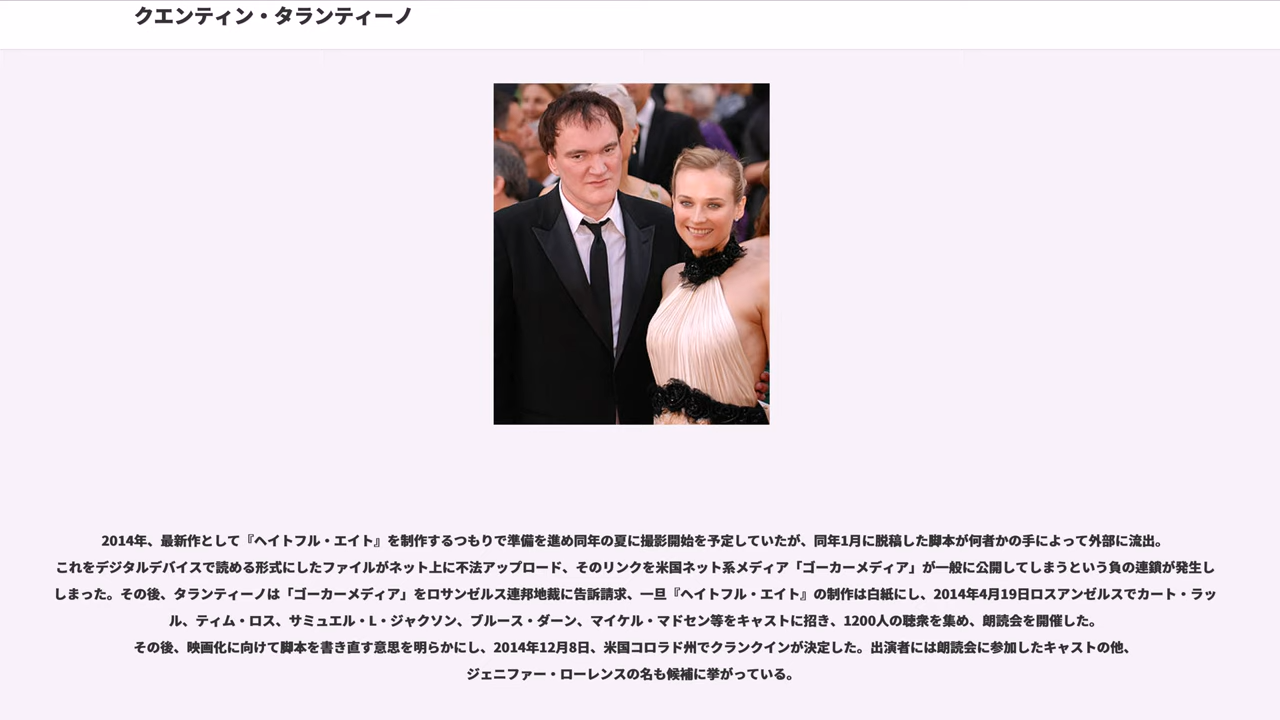 クエンティン・タランティーノ
2014年、最新作として『ヘイトフル・エイト』を制作するつもりで準備を進め同年の夏に撮影開始を予定していたが、同年1月に脱稿した脚本が何者かの手によって外部に流出。
これをデジタルデバイスで読める形式にしたファイルがネット上に不法アップロード、そのリンクを米国ネット系メディア「ゴーカーメディア」が一般に公開してしまうという負の連鎖が発生し
しまった。その後、タランティーノは「ゴーカーメディア」をロサンゼルス連邦地裁に告訴請求、一旦『ヘイトフル・エイト』の制作は白紙にし、2014年4月19日ロスアンゼルスでカート・ラッ
ル、ティム・ロス、サミュエル・L・ジャクソン、ブルース・ダーン、マイケル・マドセン等をキャストに招き、1200人の聴衆を集め、朗読会を開催した。
その後、映画化に向けて脚本を書き直す意思を明らかにし、2014年12月8日、米国コロラド州でクランクインが決定した。出演者には朗読会に参加したキャストの他、
ジェニファー・ローレンスの名も候補に挙がっている。